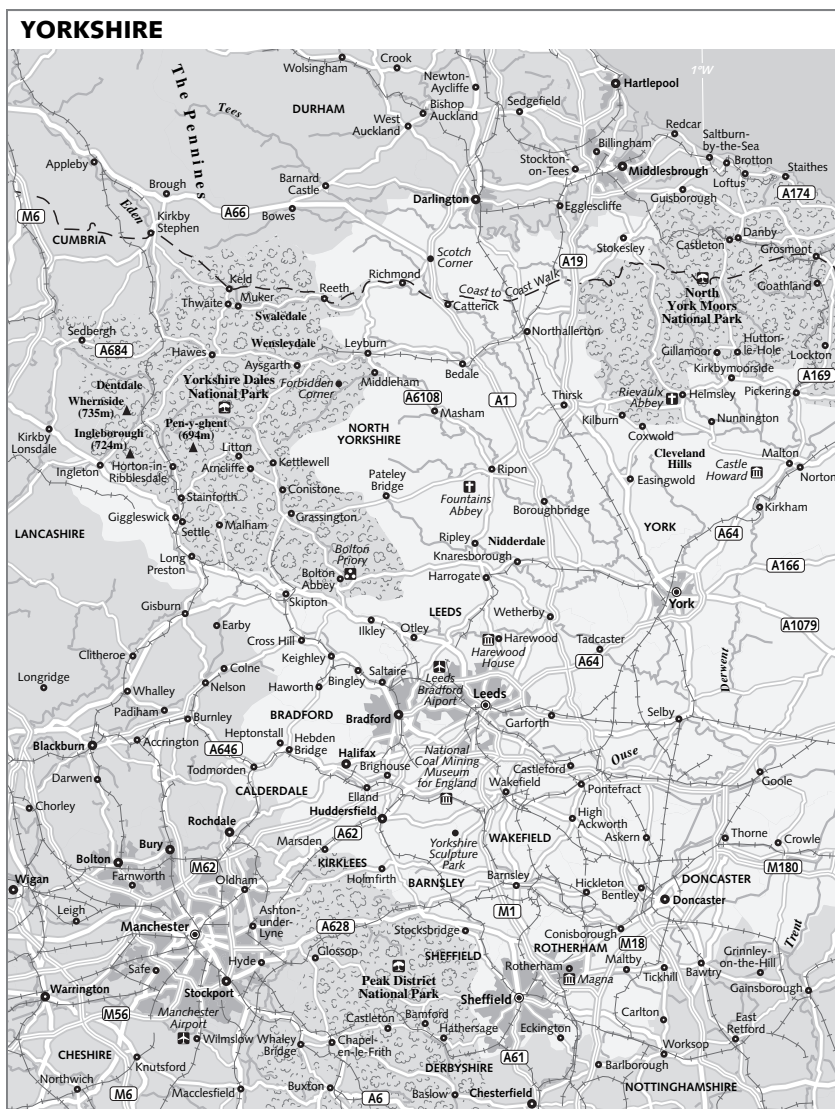 YORKSHIRE
1°W
Wolsingham
Crook
Newton-
Aycliffe
Hartlepool
The Pennines
Tees
DURHAM
Bishop
Auckland
Sedgefield
West
Auckland
Redcar
Billingham
Saltburn-
by-the-Sea
Stockton-
on-Tees
Middlesbrough
Brotton
Staithes
Loftus
Appleby
Barnard
Castle
Brough
Darlington
Guisborough
A174
M6
Eden
A66
Bowes
Egglescliffe
Kirkby
Stephen
CUMBRIA
A19
Stokesley
Castleton
Danby
Grosmont
Scotch
Corner
Keld
Richmond
Coast to Coast Walk
North
York Moors
National Park
Goathland
Thwaite
Muker
Reeth
Catterick
Swaledale
Sedbergh
A684
Wensleydale
Northallerton
Hutton-
le-Hole
Gillamoor
Lockton
Hawes
Aysgarth
Leyburn
Bedale
Kirkbymoorside
A169
Dentdale
Yorkshire Dales
National Park
Forbidden
Corner
Middleham
Whernside
(735m)
A6108
Masham
A1
Thirsk
Rievaulx
Abbey
Helmsley
Pickering
Kilburn
Nunnington
Kirkby
Lonsdale
Ingleborough
(724m)
Pen-y-ghent
(694m)
NORTH
YORKSHIRE
Coxwold
Litton
Cleveland
Hills
Malton
Ingleton
Horton-in-
Ribblesdale
Arncliffe
Kettlewell
Ripon
Castle
Howard
Norton
Pateley
Bridge
Easingwold
Conistone
Stainforth
Fountains
Abbey
Boroughbridge
Kirkham
Giggleswick
Grassington
LANCASHIRE
Settle
Malham
YORK
A64
Ripley
Nidderdale
Long
Preston
Bolton
Priory
Knaresborough
A166
Bolton
Abbey
Harrogate
Skipton
York
Gisburn
LEEDS
Wetherby
Earby
Ilkley
Otley
A1079
Cross Hill
Harewood
Tadcaster
Harewood
House
Clitheroe
Keighley
A64
Derwent
Colne
Saltaire
Longridge
Bingley
Leeds
Bradford
Aiport
Nelson
Haworth
Leeds
Whalley
Padiham
BRADFORD
Bradford
Garforth
Selby
Burnley
Heptonstall
Hebden
Bridge
Blackburn
Accrington
A646
Halifax
National
Coal Mining
Museum
for England
Ouse
Todmorden
Brighouse
Castleford
Darwen
Goole
CALDERDALE
Elland
Wakefield
Pontefract
Chorley
Huddersfield
High
Ackworth
Rochdale
A62
WAKEFIELD
Thorne
Askern
Bury
Marsden
Yorkshire
Sculpture
Park
Crowle
Bolton
M62
KIRKLEES
Farnworth
Oldham
Holmfirth
M180
Wigan
BARNSLEY
Barnsley
DONCASTER
Hickleton
Bentley
Doncaster
Leigh
Ashton-
under-
Lyne
M1
Manchester
A628
Stocksbridge
Conisborough
Trent
ROTHERHAM
M18
Hyde
Glossop
SHEFFIELD
Grinnley-
on-the-Hill
Safe
Rotherham
Maltby
Magna
Tickhill
Bawtry
Peak District
National Park
Warrington
Stockport
Sheffield
Gainsborough
M56
Manchester
Airport
Castleton
Bamford
Carlton
East
Retford
Wilmslow
Whaley
Bridge
Chapel-
en-le-Frith
Hathersage
Eckington
CHESHIRE
A61
Worksop
Knutsford
DERBYSHIRE
Barlborough
Northwich
M6
Macclesfield
Buxton
A6
Baslow
Chesterfield
NOTTINGHAMSHIRE